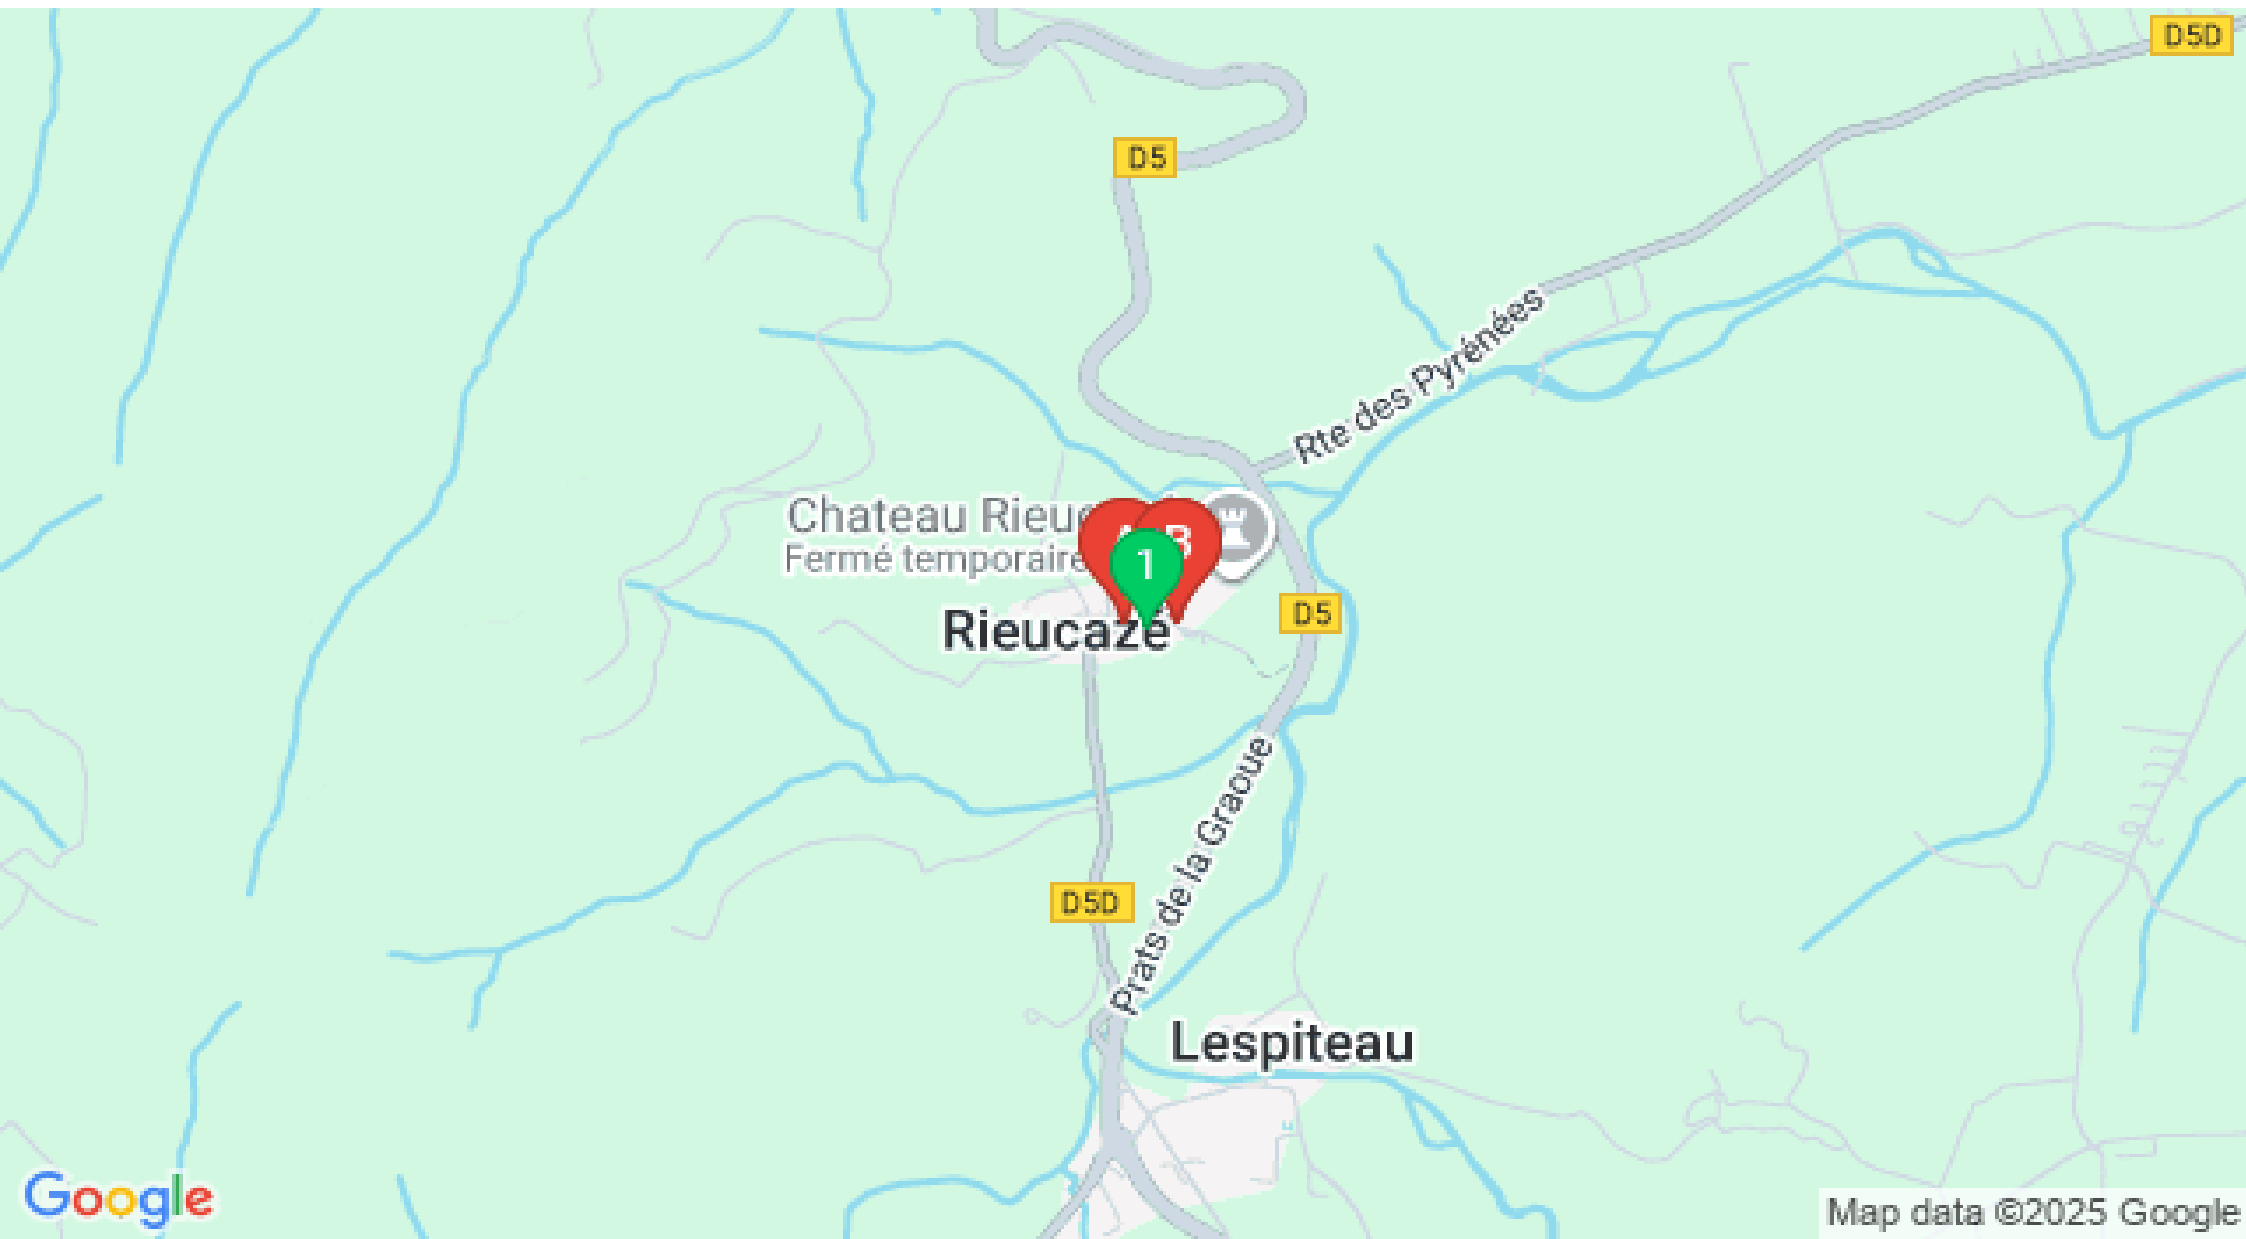 D5D
D5
Rte des Pyrénées
Chateau Rieuc
Fermé temporaire
A
B
1
D5
Rieucazé
Prats de la Graoue
D5D
Lespiteau
Google
Map data ©2025 Google